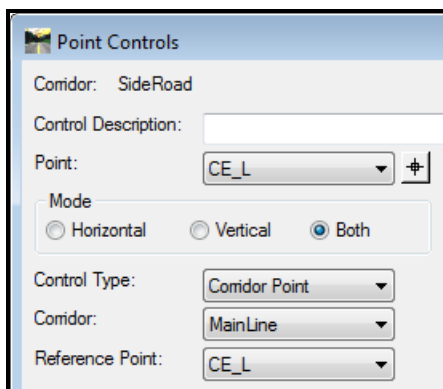 Point Controls
Corridor: SideRoad
Control Description:
Point: CE_L
Mode
Horizontal Vertical Both
Control Type: Corridor Point
Corridor: MainLine
Reference Point: CE_L